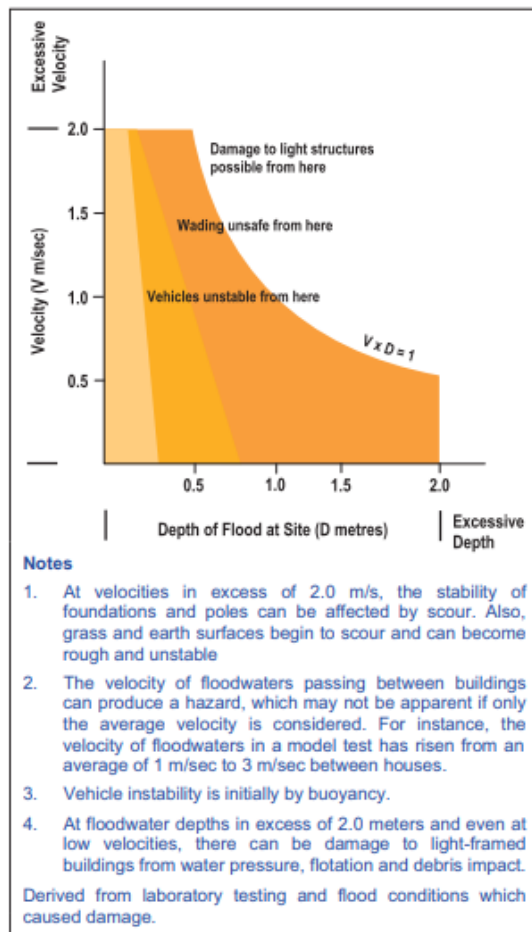 Excessive
Velocity
2.0
Damage to light structures
possible from here
1.5
Wading unsafe from here
Velocity (V m/sec)
1.0
Vehicles unstable from here
V x D = 1
0.5
0.5 1.0 1.5 2.0
Depth of Flood at Site (D metres)
Excessive
Depth
Notes
1. At velocities in excess of 2.0 m/s, the stability of
foundations and poles can be affected by scour. Also,
grass and earth surfaces begin to scour and can become
rough and unstable
2. The velocity of floodwaters passing between buildings
can produce a hazard, which may not be apparent if only
the average velocity is considered. For instance, the
velocity of floodwaters in a model test has risen from an
average of 1 m/sec to 3 m/sec between houses.
3. Vehicle instability is initially by buoyancy.
4. At floodwater depths in excess of 2.0 meters and even at
low velocities, there can be damage to light-framed
buildings from water pressure, flotation and debris impact.
Derived from laboratory testing and flood conditions which
caused damage.